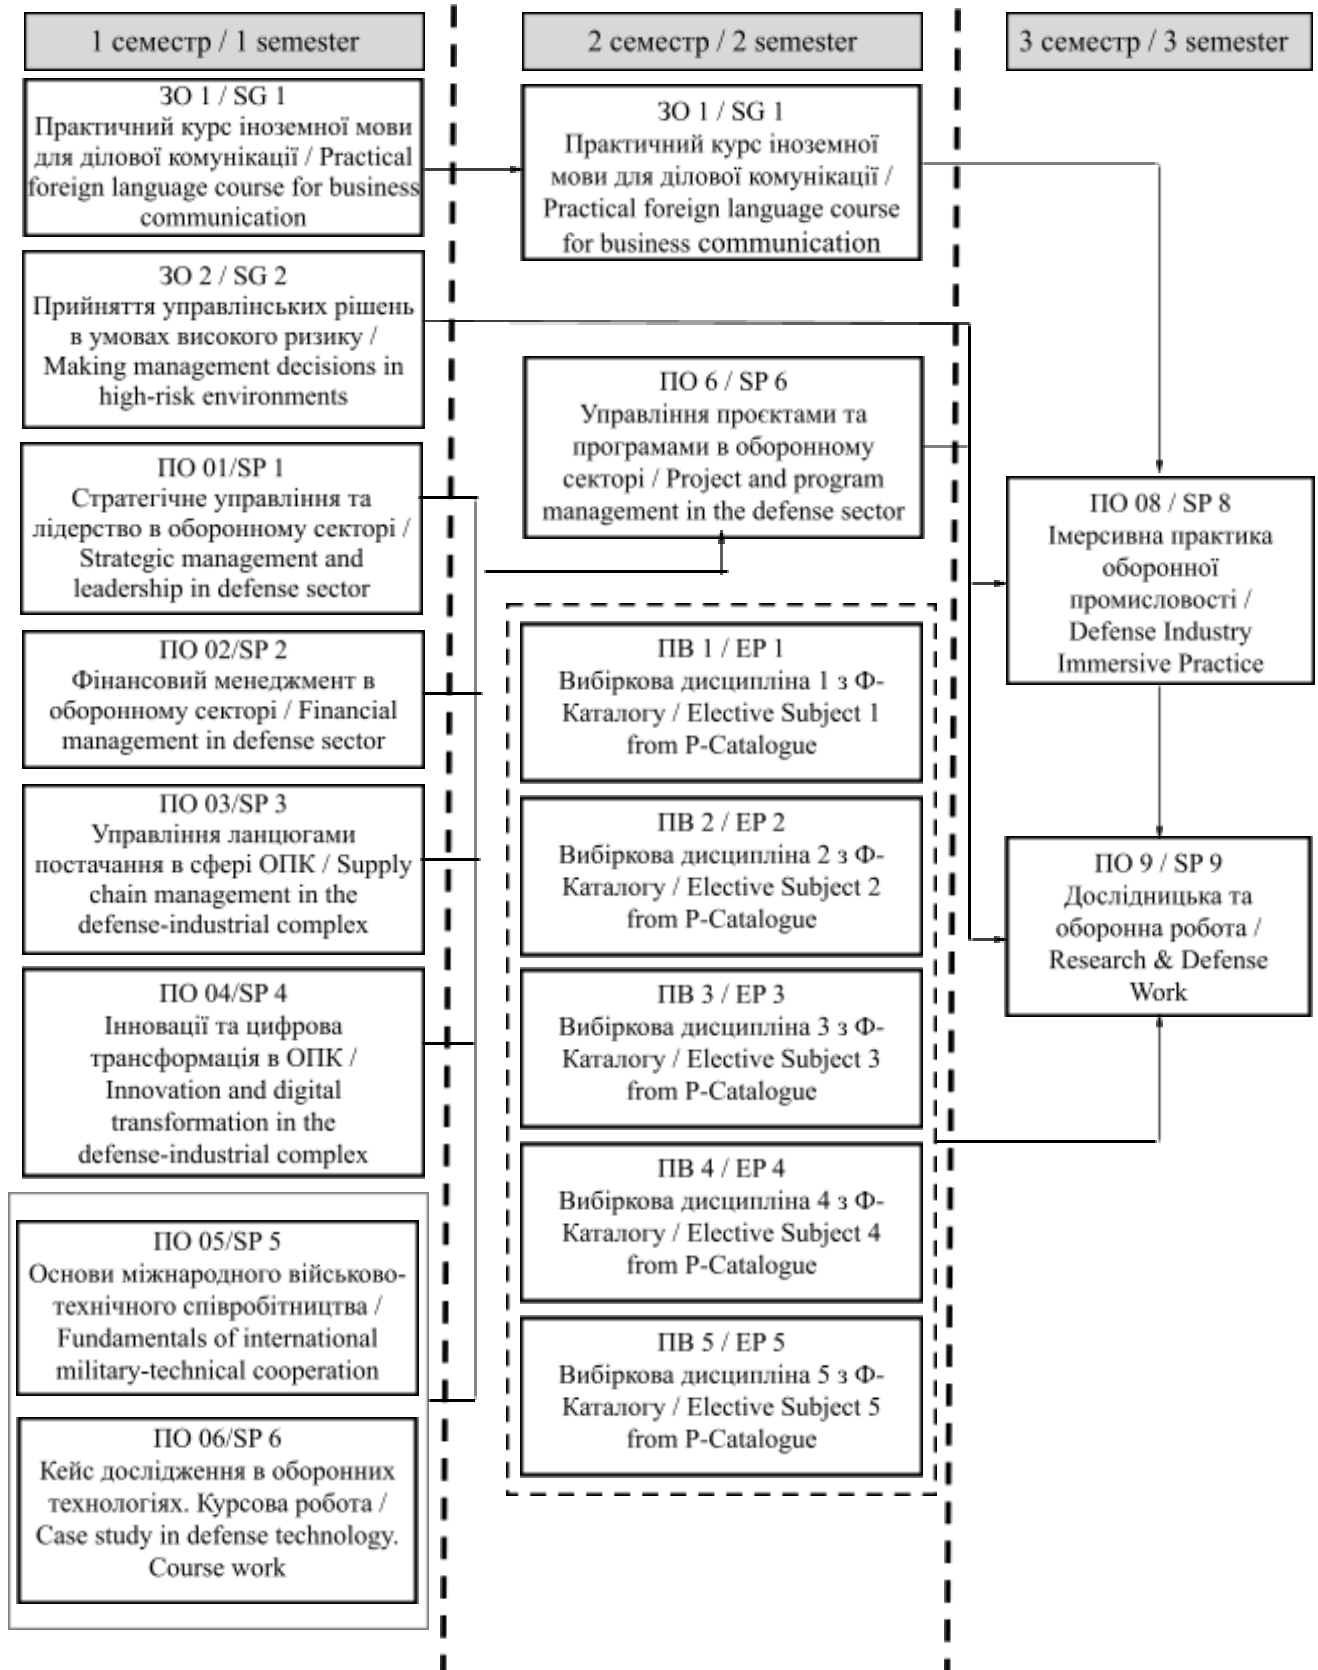 1 семестр / 1 semester
ЗО 1 / SG 1
Практичний курс іноземної мови
для ділової комунікації / Practical
foreign language course for business
communication
ЗО 2 / SG 2
Прийняття управлінських рішень
в умовах високого ризику /
Making management decisions in
high-risk environments
ПО 01/SP 1
Стратегічне управління та
лідерство в оборонному секторі /
Strategic management and
leadership in defense sector
ПО 02/SP 2
Фінансовий менеджмент в
оборонному секторі / Financial
management in defense sector
ПО 03/SP 3
Управління ланцюгами
постачання в сфері ОПК / Supply
chain management in the
defense-industrial complex
ПО 04/SP 4
Інновації та цифрова
трансформація в ОПК /
Innovation and digital
transformation in the
defense-industrial complex
ПО 05/SP 5
Основи міжнародного військово-
технічного співробітництва /
Fundamentals of international
military-technical cooperation
ПО 06/SP 6
Кейс дослідження в оборонних
технологіях. Курсова робота /
Case study in defense technology.
Course work
2 семестр / 2 semester
ЗО 1 / SG 1
Практичний курс іноземної
мови для ділової комунікації /
Practical foreign language course
for business communication
ПО 6 / SP 6
Управління проєктами та
програмами в оборонному
секторі / Project and program
management in the defense sector
ПВ 1 / EP 1
Вибіркова дисципліна 1 з Ф-
Каталогу / Elective Subject 1
from P-Catalogue
ПВ 2 / EP 2
Вибіркова дисципліна 2 з Ф-
Каталогу / Elective Subject 2
from P-Catalogue
ПВ 3 / EP 3
Вибіркова дисципліна 3 з Ф-
Каталогу / Elective Subject 3
from P-Catalogue
ПВ 4 / EP 4
Вибіркова дисципліна 4 з Ф-
Каталогу / Elective Subject 4
from P-Catalogue
ПВ 5 / EP 5
Вибіркова дисципліна 5 з Ф-
Каталогу / Elective Subject 5
from P-Catalogue
3 семестр / 3 semester
ПО 08 / SP 8
Імерсивна практика
оборонної
промисловості /
Defense Industry
Immersive Practice
ПО 9 / SP 9
Дослідницька та
оборонна робота /
Research & Defense
Work